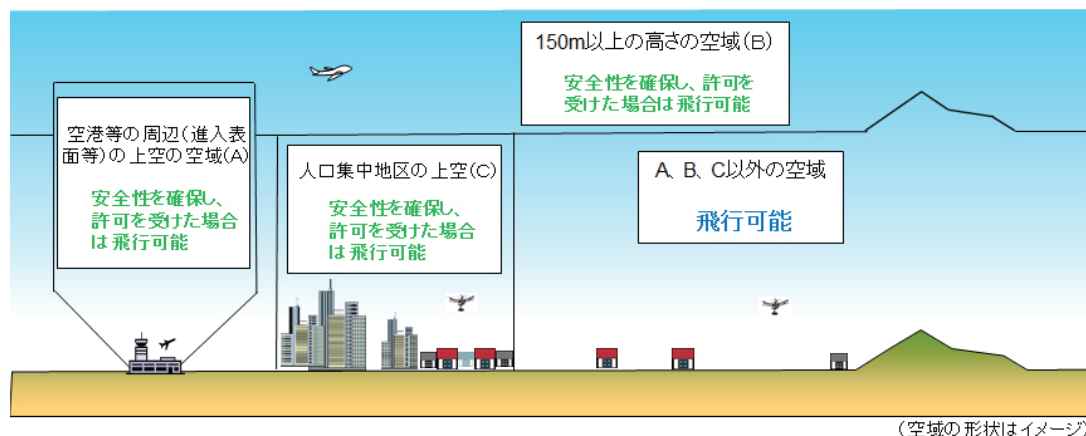 150m以上の高さの空域(B)
安全性を確保し、許可を
受けた場合は飛行可能
空港等の周辺(進入表
面等)の上空の空域(A)
安全性を確保し、
許可を受けた場合
は飛行可能
人口集中地区の上空(C)
安全性を確保し、
許可を受けた場合
は飛行可能
A、B、C以外の空域
飛行可能
(空域の形状はイメージ)